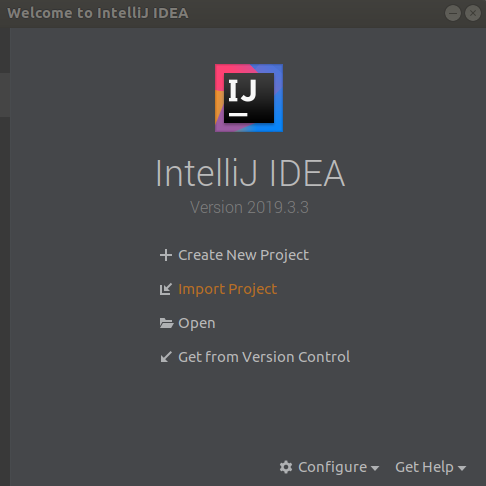 Welcome to IntelliJ IDEA
IJ
IntelliJ IDEA
Version 2019.3.3
Create New Project
Import Project
Open
Get from Version Control
Configure Get Help